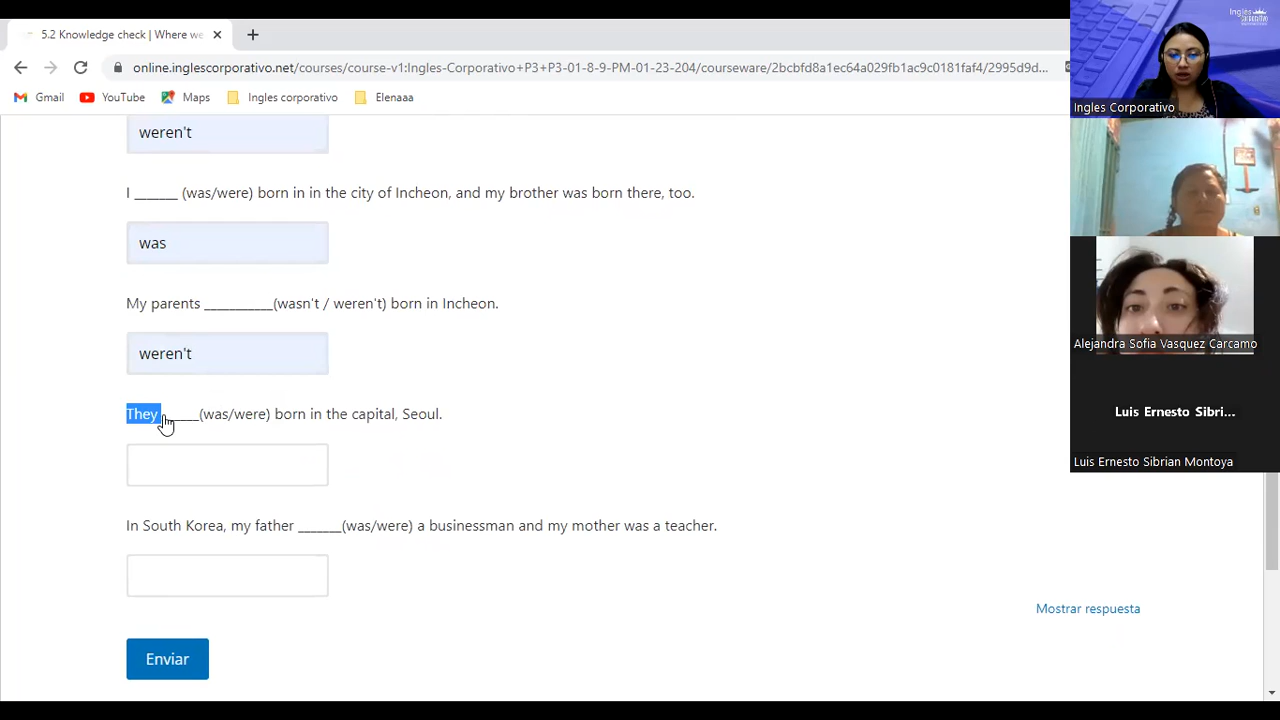 5.2 Knowledge check | Where we
online.inglescorporativo.net/courses/course-v1:Ingles-Corporativo+P3+P3-01-8-9-PM-01-23-204/courseware/2bcbfd8a1ec64a029fb1ac9c0181faf4/2995d9d...
Gmail
YouTube
Maps
Ingles corporativo
Elenaaa
weren't
I ______ (was/were) born in in the city of Incheon, and my brother was born there, too.
was
My parents __________(wasn't / weren't) born in Incheon.
weren't
They _____(was/were) born in the capital, Seoul.
In South Korea, my father ______(was/were) a businessman and my mother was a teacher.
Mostrar respuesta
Enviar
Ingles Corporativo
Alejandra Sofia Vasquez Carcamo
Luis Ernesto Sibri...
Luis Ernesto Sibrian Montoya